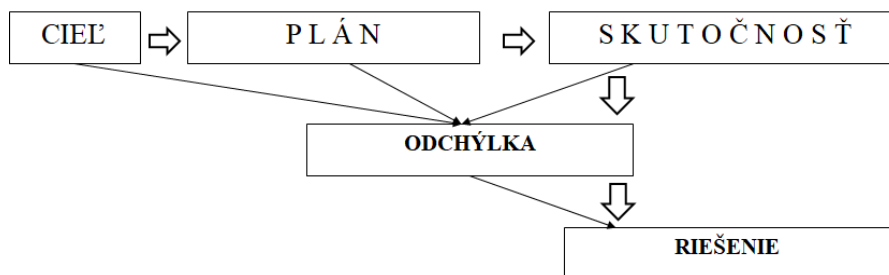 CIEĽ
P L Á N
S K U T O Č N O S Ť
ODCHÝLKA
RIEŠENIE